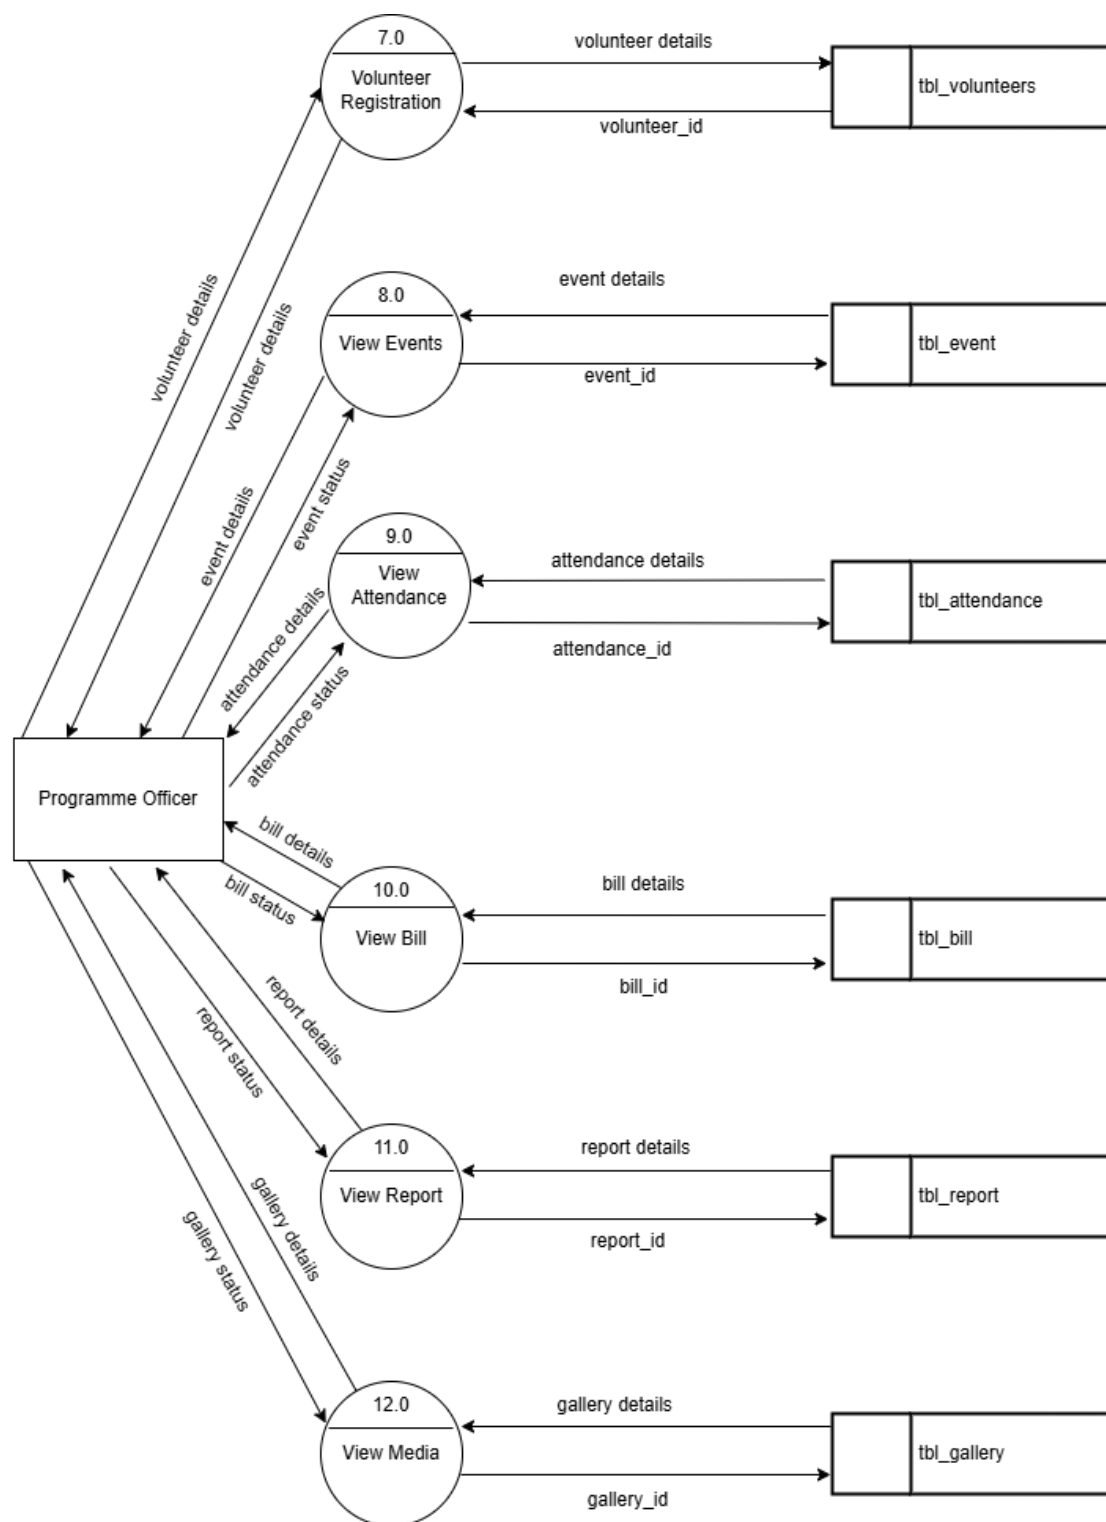 7.0
Volunteer
Registration
volunteer details
volunteer_id
tbl_volunteers
volunteer details
volunteer details
8.0
View Events
event details
event_id
tbl_event
event details
event status
9.0
View
Attendance
attendance details
attendance_id
tbl_attendance
attendance details
attendance status
Programme Officer
bill details
bill status
10.0
View Bill
bill details
bill_id
tbl_bill
report details
report status
11.0
View Report
report details
report_id
tbl_report
gallery details
gallery status
12.0
View Media
gallery details
gallery_id
tbl_gallery